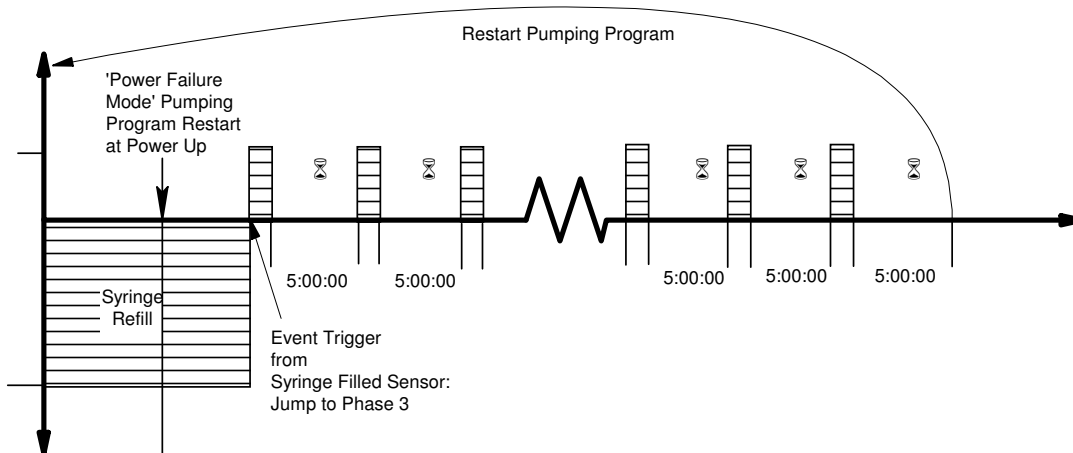 Restart Pumping Program
'Power Failure
Mode' Pumping
Program Restart
at Power Up
5:00:00
5:00:00
5:00:00
5:00:00
5:00:00
Syringe
Refill
Event Trigger
from
Syringe Filled Sensor:
Jump to Phase 3